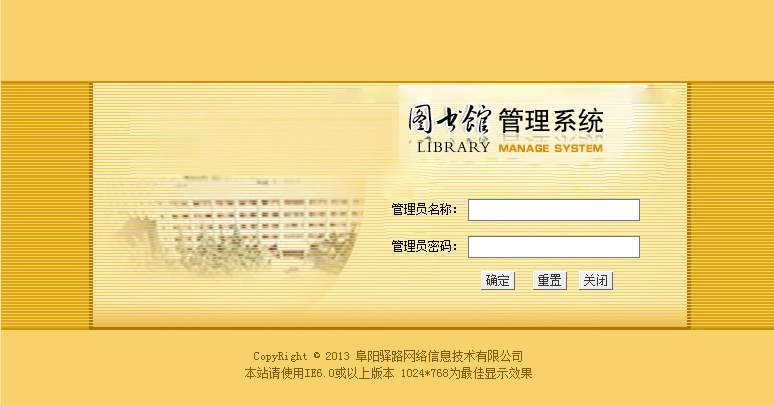 图书馆 管理系统
LIBRARY MANAGE SYSTEM
管理员名称：
管理员密码：
确定 重置 关闭
CopyRight © 2013 阜阳驿路网络信息技术有限公司
本站请使用IE6.0或以上版本 1024*768为最佳显示效果